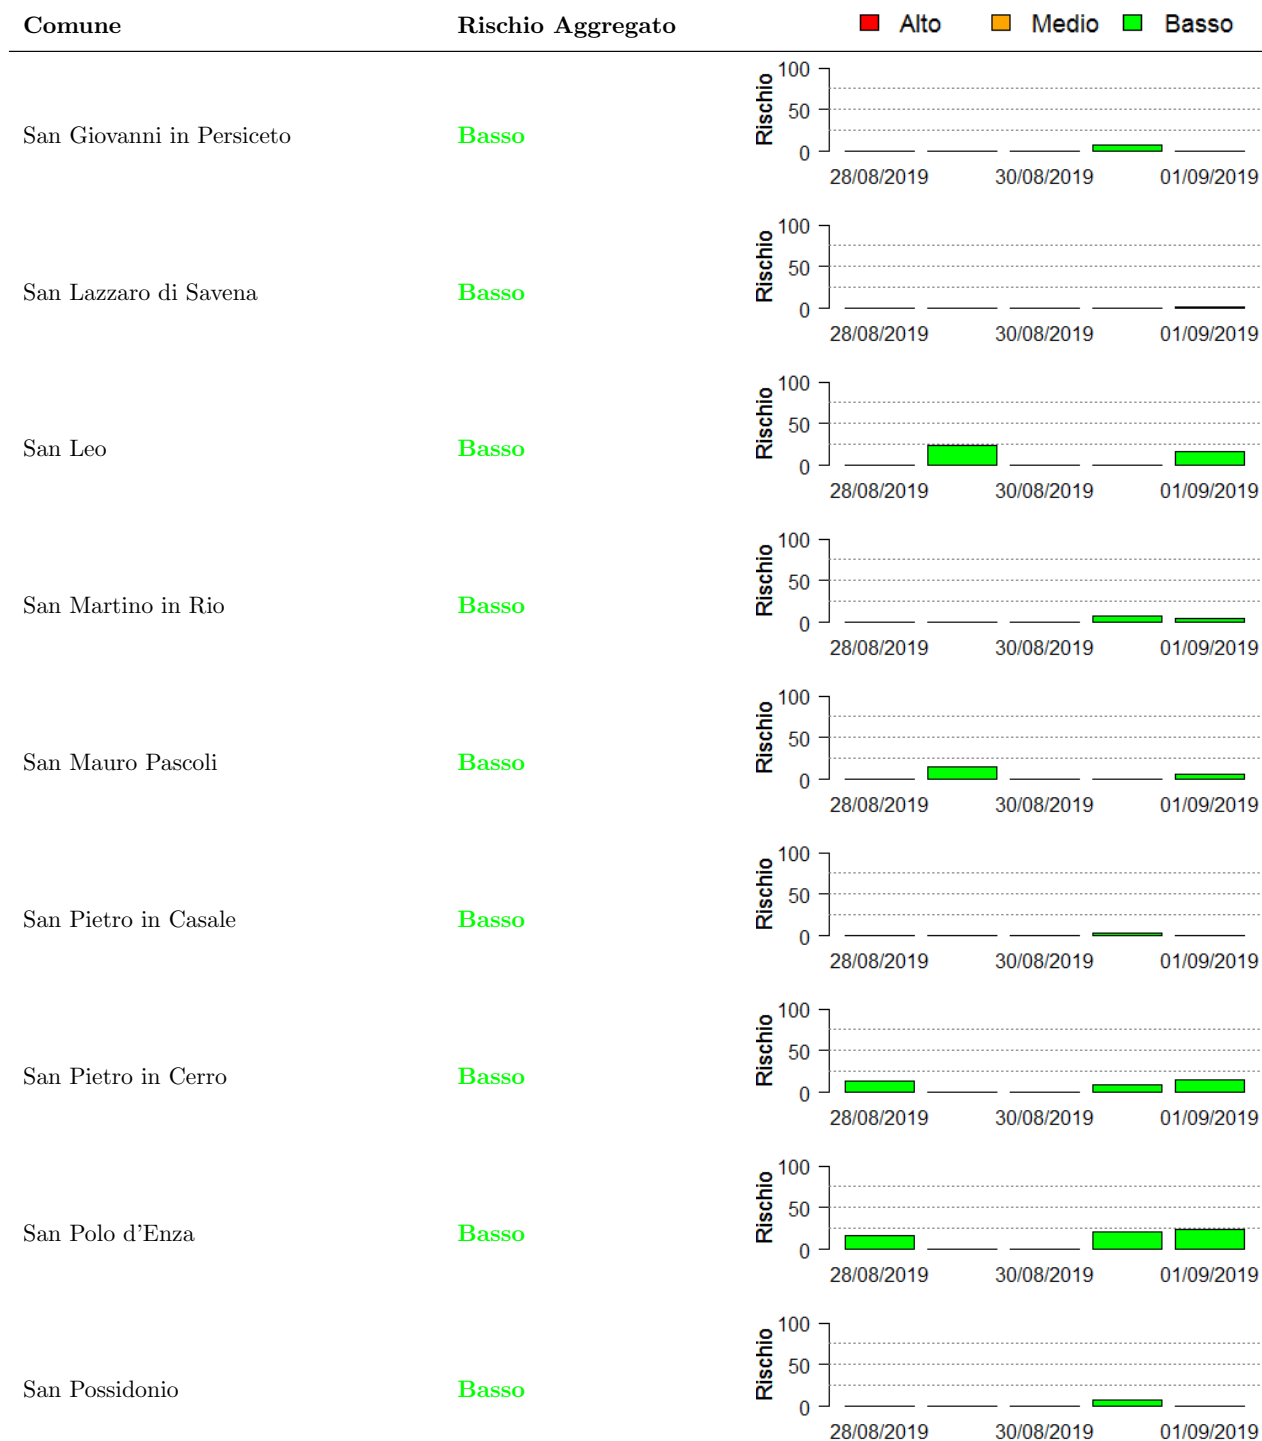 Comune Rischio Aggregato Alto Medio Basso
San Giovanni in Persiceto Basso
Rischio
100
50
0
28/08/2019 30/08/2019 01/09/2019
San Lazzaro di Savena Basso
Rischio
100
50
0
28/08/2019 30/08/2019 01/09/2019
San Leo Basso
Rischio
100
50
0
28/08/2019 30/08/2019 01/09/2019
San Martino in Rio Basso
Rischio
100
50
0
28/08/2019 30/08/2019 01/09/2019
San Mauro Pascoli Basso
Rischio
100
50
0
28/08/2019 30/08/2019 01/09/2019
San Pietro in Casale Basso
Rischio
100
50
0
28/08/2019 30/08/2019 01/09/2019
San Pietro in Cerro Basso
Rischio
100
50
0
28/08/2019 30/08/2019 01/09/2019
San Polo d'Enza Basso
Rischio
100
50
0
28/08/2019 30/08/2019 01/09/2019
San Possidonio Basso
Rischio
100
50
0
28/08/2019 30/08/2019 01/09/2019